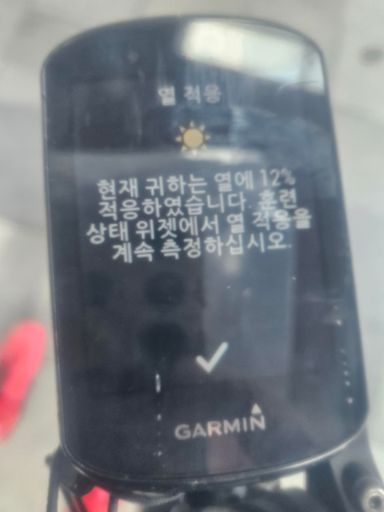 열 적응
현재 귀하는 열에 12%
적응하였습니다. 훈련
상태 위젯에서 열 적응을
계속 측정하십시오.
GARMIN